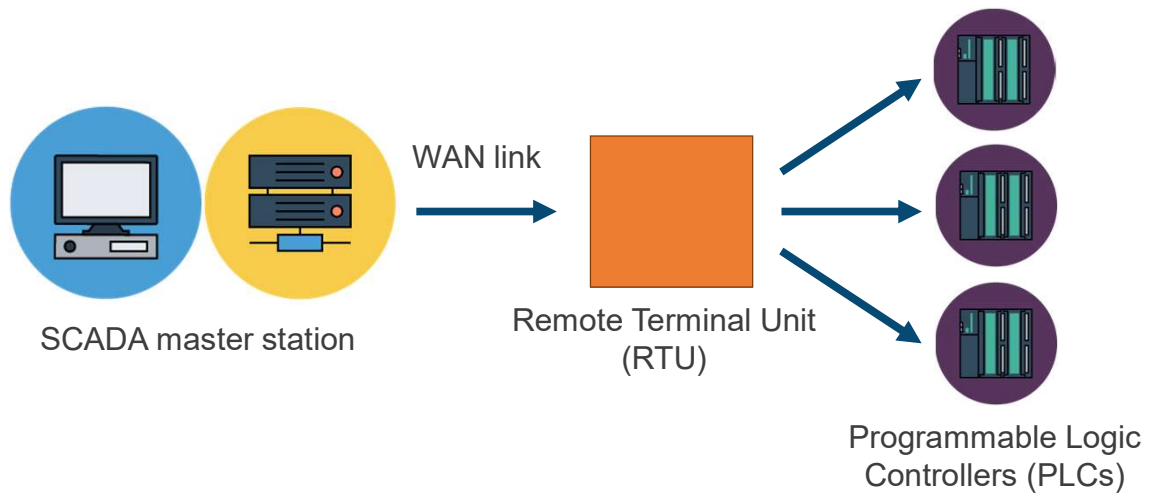 WAN link
SCADA master station
Remote Terminal Unit
(RTU)
Programmable Logic
Controllers (PLCs)